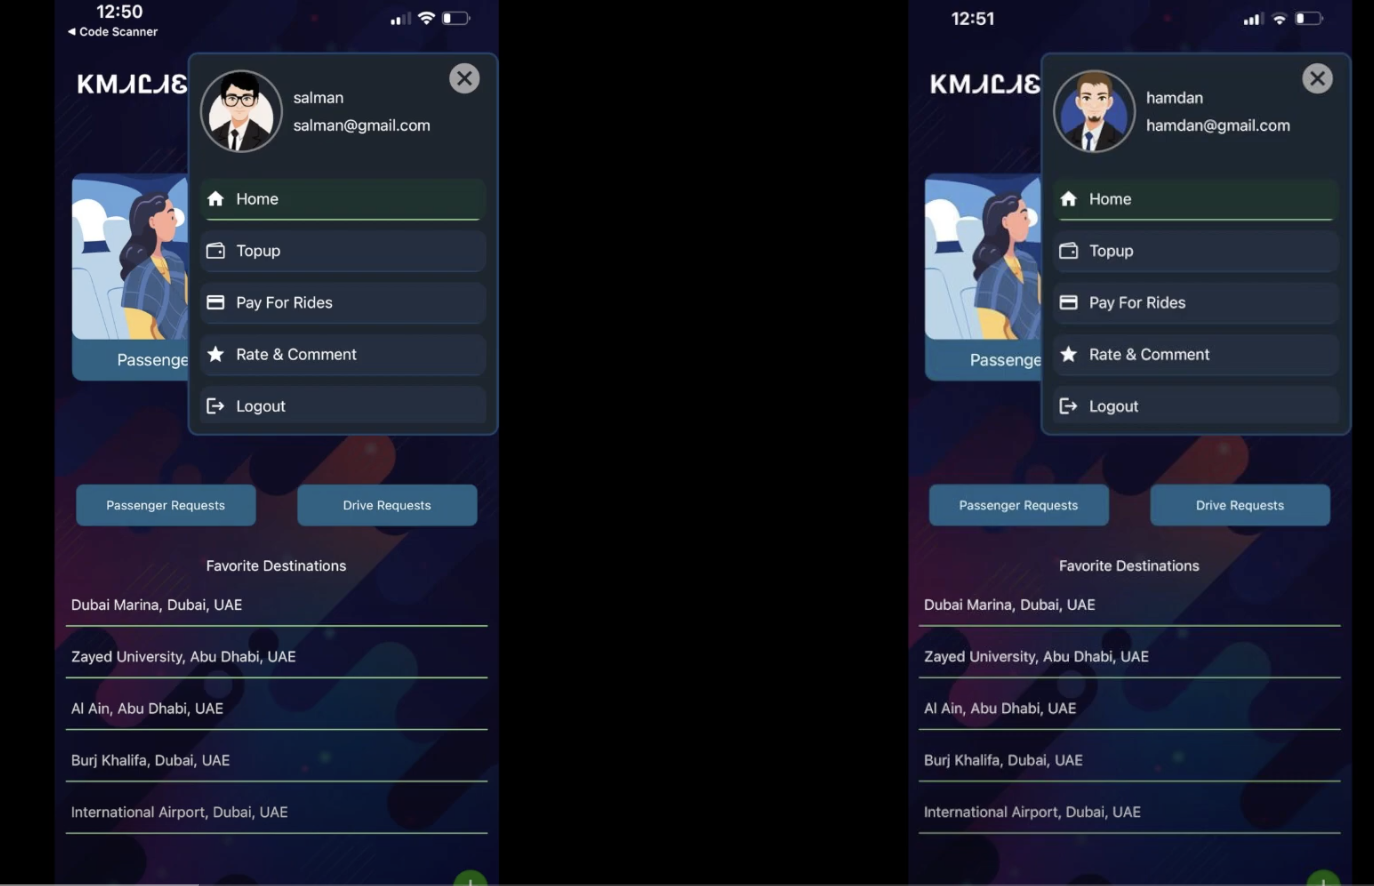 12:50
Code Scanner
salman
salman@gmail.com
Home
Topup
Pay For Rides
Rate & Comment
Logout
Passenge
Passenger Requests
Drive Requests
Favorite Destinations
Dubai Marina, Dubai, UAE
Zayed University, Abu Dhabi, UAE
Al Ain, Abu Dhabi, UAE
Burj Khalifa, Dubai, UAE
International Airport, Dubai, UAE
12:51
hamdan
hamdan@gmail.com
Home
Topup
Pay For Rides
Rate & Comment
Logout
Passenge
Passenger Requests
Drive Requests
Favorite Destinations
Dubai Marina, Dubai, UAE
Zayed University, Abu Dhabi, UAE
Al Ain, Abu Dhabi, UAE
Burj Khalifa, Dubai, UAE
International Airport, Dubai, UAE